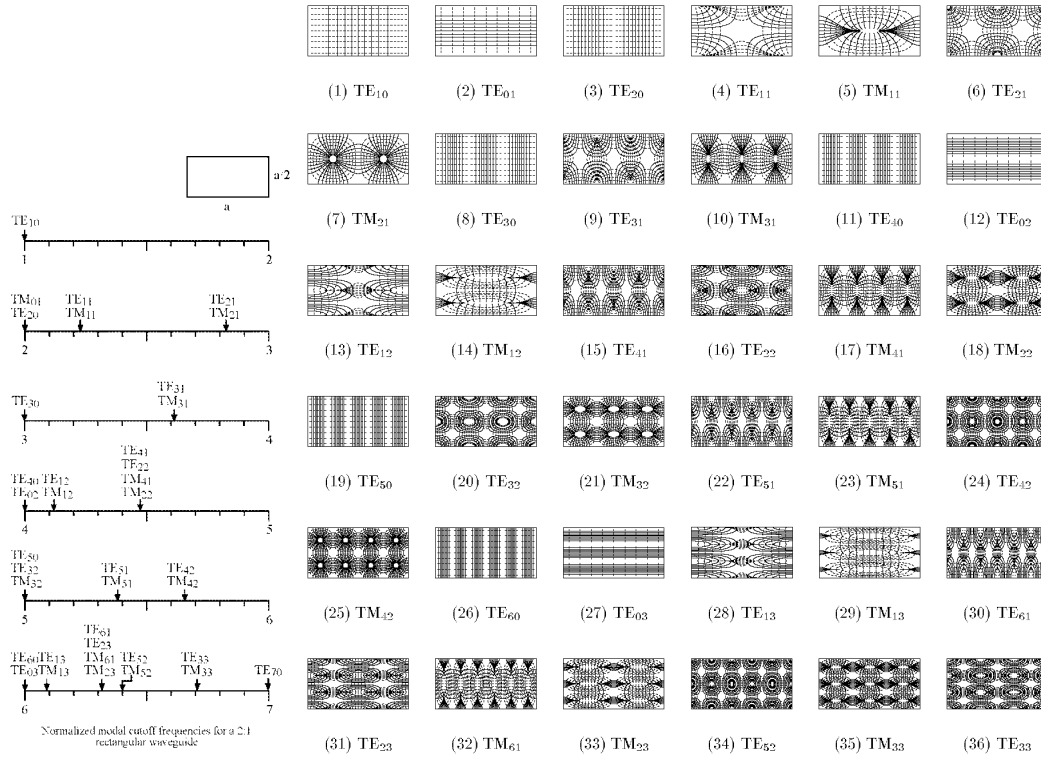 (1) TE₁₀
(2) TE₀₁
(3) TE₂₀
(4) TE₁₁
(5) TM₁₁
(6) TE₂₁
a·2
a
(7) TM₂₁
(8) TE₃₀
(9) TE₃₁
(10) TM₃₁
(11) TE₄₀
(12) TE₀₂
TE₁₀
1 2
TM₀₁ TE₁₁ TE₂₁
TE₂₀ TM₁₁ TM₂₁
2 3
(13) TE₁₂
(14) TM₁₂
(15) TE₄₁
(16) TE₂₂
(17) TM₄₁
(18) TM₂₂
TE₃₁
TE₃₀ TM₃₁
3 4
TE₄₁
TE₂₂
TE₄₀ TE₁₂ TM₄₁
TE₀₂ TM₁₂ TM₂₂
4 5
(19) TE₅₀
(20) TE₃₂
(21) TM₃₂
(22) TE₅₁
(23) TM₅₁
(24) TE₄₂
TE₅₀
TE₃₂ TE₅₁ TE₄₂
TM₃₂ TM₅₁ TM₄₂
5 6
(25) TM₄₂
(26) TE₆₀
(27) TE₀₃
(28) TE₁₃
(29) TM₁₃
(30) TE₆₁
TE₆₁
TE₂₃
TE₆₀ TE₁₃ TM₆₁ TE₅₂ TE₃₃
TE₀₃ TM₁₃ TM₂₃ TM₅₂ TM₃₃ TE₇₀
6 7
Normalized modal cutoff frequencies for a 2:1
rectangular waveguide
(31) TE₂₃
(32) TM₆₁
(33) TM₂₃
(34) TE₅₂
(35) TM₃₃
(36) TE₃₃